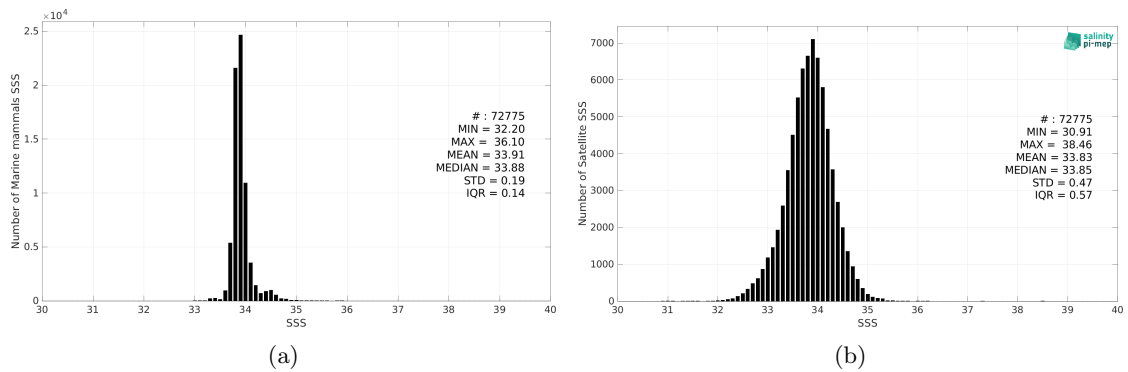 ×10^4
2.5
2
1.5
1
0.5
0
30 31 32 33 34 35 36 37 38 39 40
SSS
Number of Marine mammals SSS
# : 72775
MIN = 32.20
MAX = 36.10
MEAN = 33.91
MEDIAN = 33.88
STD = 0.19
IQR = 0.14
(a)
salinity
pi-mep
7000
6000
5000
4000
3000
2000
1000
0
30 31 32 33 34 35 36 37 38 39 40
SSS
Number of Satellite SSS
# : 72775
MIN = 30.91
MAX = 38.46
MEAN = 33.83
MEDIAN = 33.85
STD = 0.47
IQR = 0.57
(b)